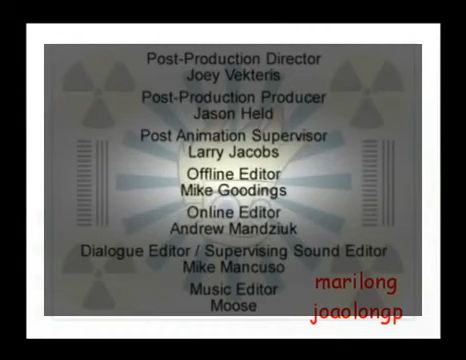 Post-Production Director
Joey Vekteris
Post-Production Producer
Jason Held
Post Animation Supervisor
Larry Jacobs
Offline Editor
Mike Goodings
Online Editor
Andrew Mandziuk
Dialogue Editor / Supervising Sound Editor
Mike Mancuso
Music Editor
Moose
marilong
joaolongp